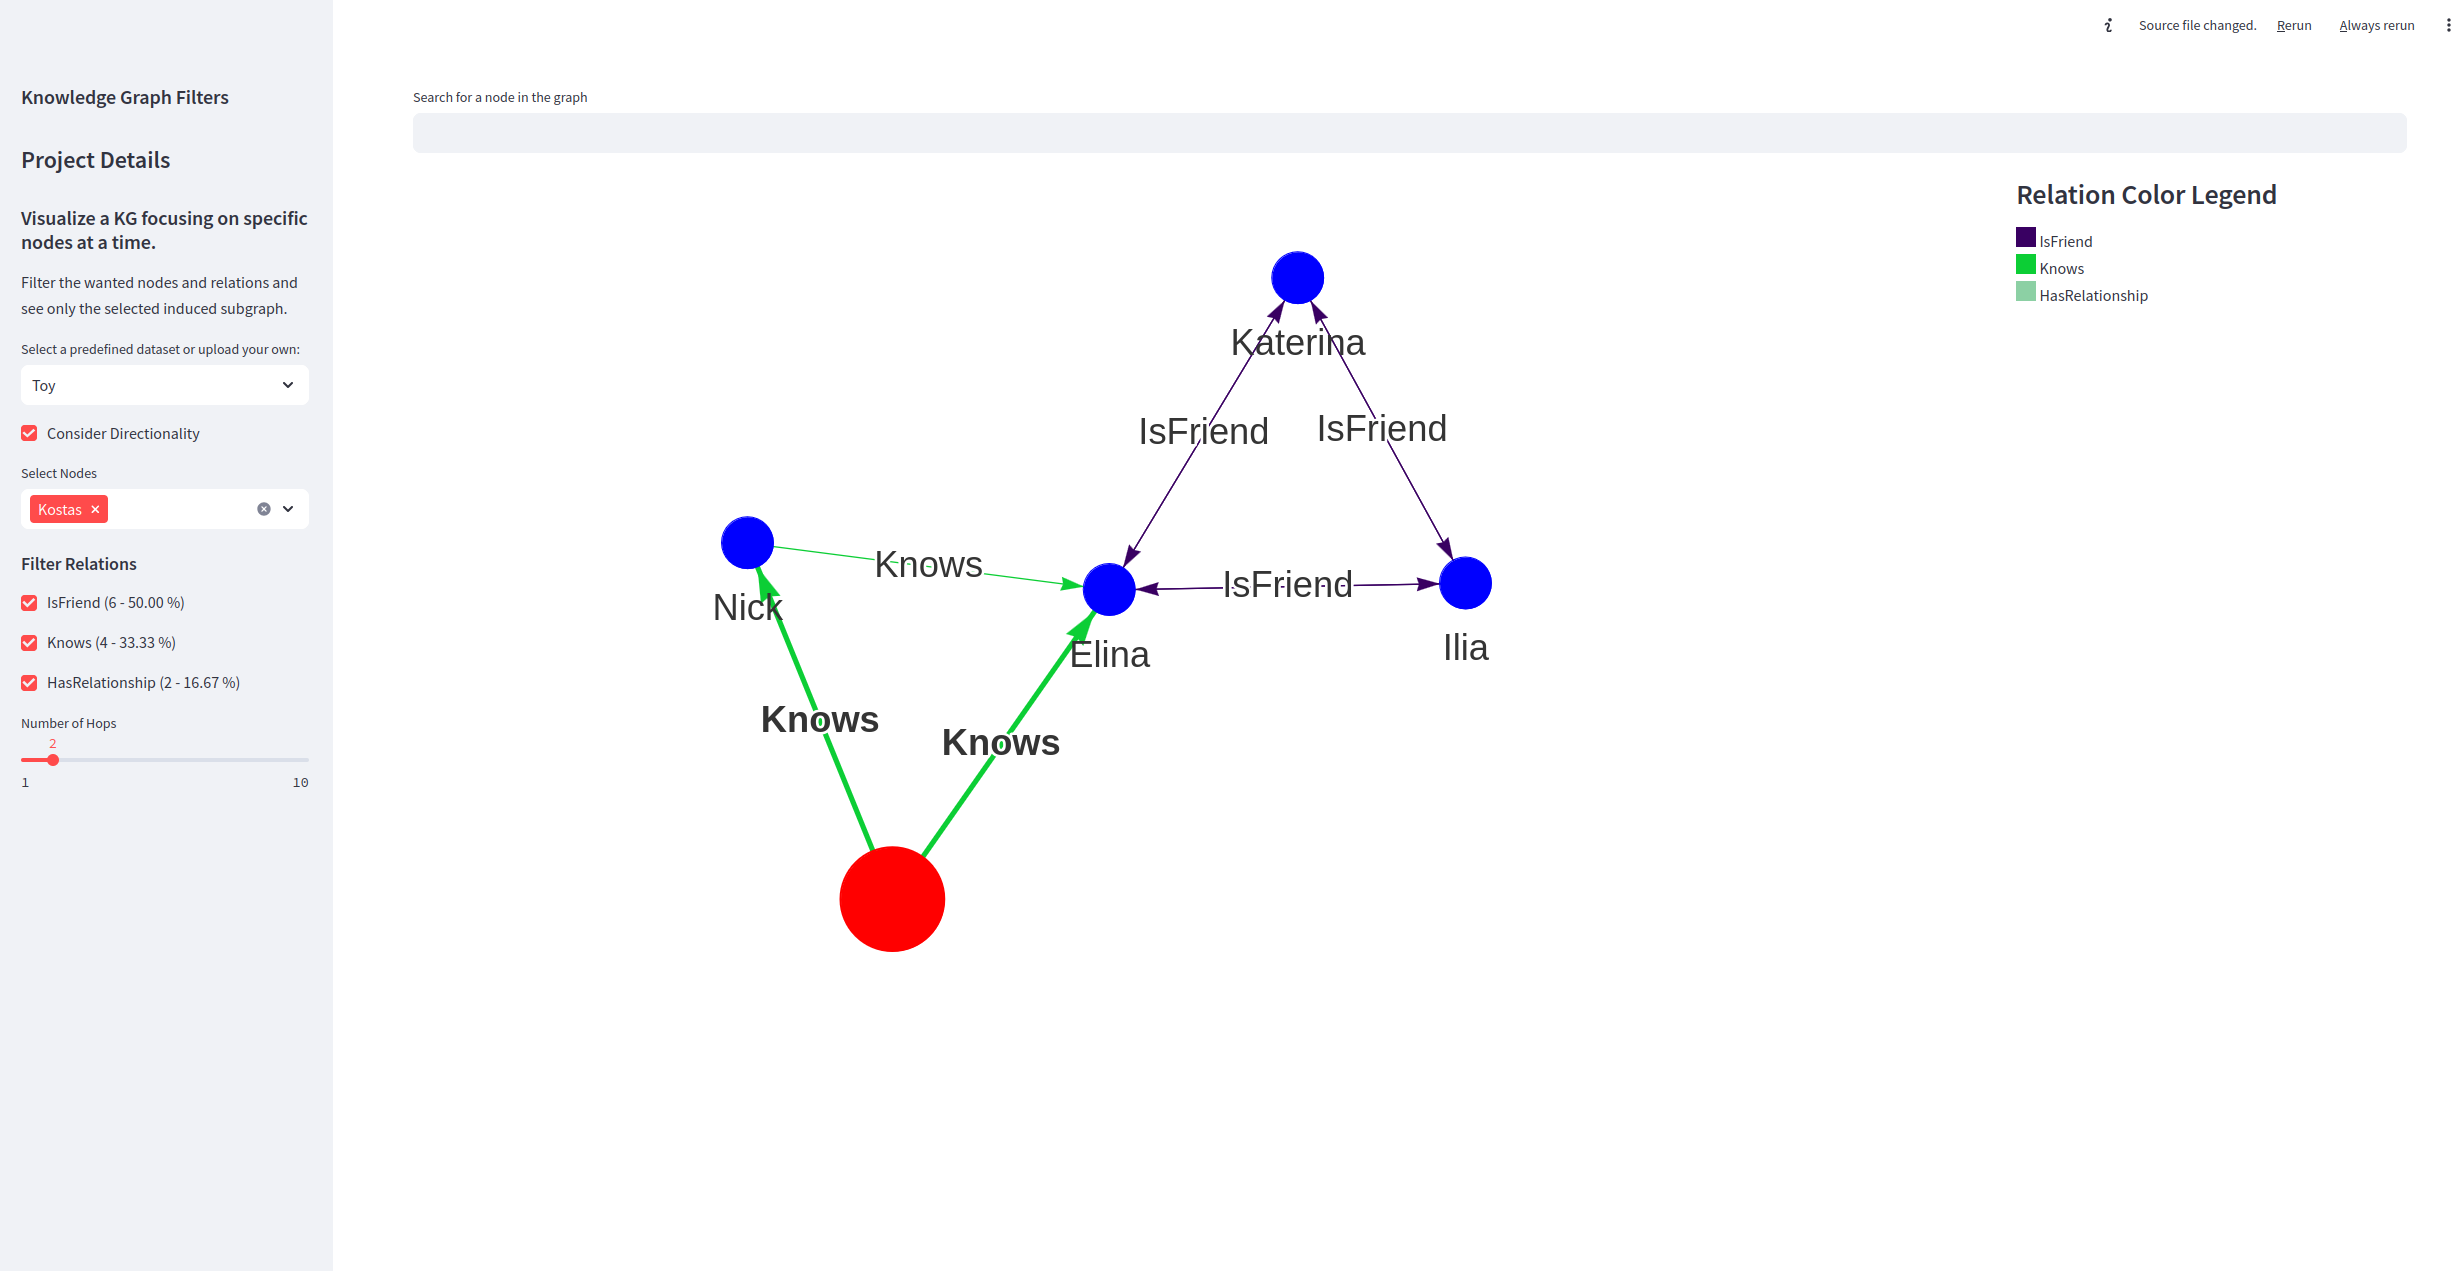 Source file changed. Rerun Always rerun
Knowledge Graph Filters
Project Details
Visualize a KG focusing on specific
nodes at a time.
Filter the wanted nodes and relations and
see only the selected induced subgraph.
Select a predefined dataset or upload your own:
Toy
Consider Directionality
Select Nodes
Kostas
Filter Relations
IsFriend (6 - 50.00 %)
Knows (4 - 33.33 %)
HasRelationship (2 - 16.67 %)
Number of Hops
2
1 10
Search for a node in the graph
Katerina
IsFriend
IsFriend
Knows
IsFriend
Nick
Elina
Ilia
Knows
Knows
Relation Color Legend
IsFriend
Knows
HasRelationship